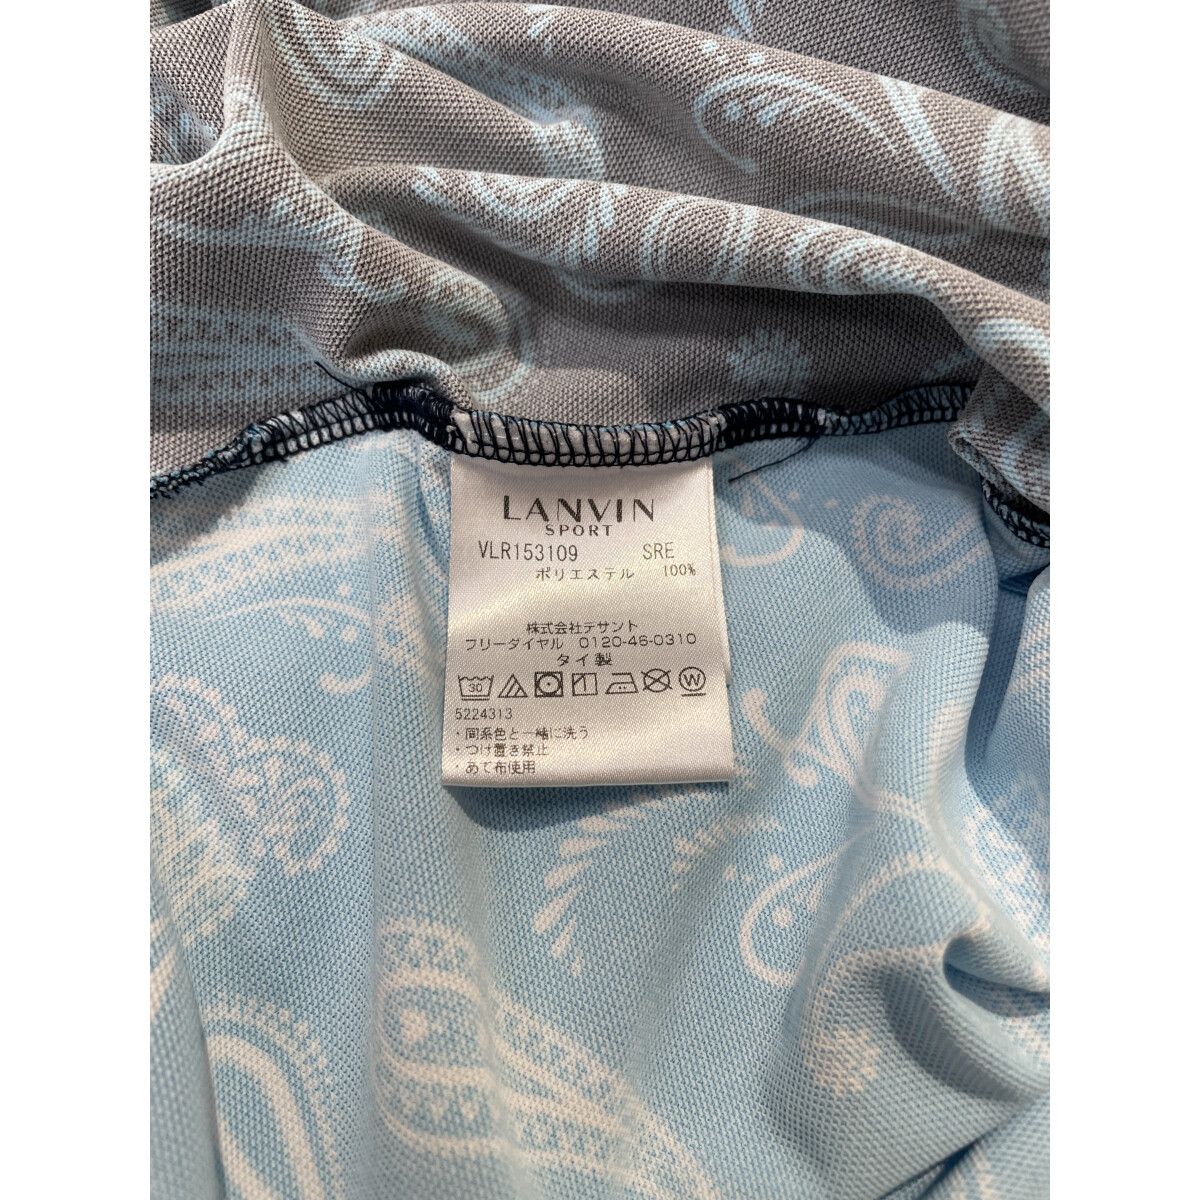 LANVIN
SPORT
VLR153109 SRE
ポリエステル 100%
株式会社デサント
フリーダイヤル 0120-46-0310
タイ製
30 W
5224313
・同系色と一緒に洗う
・つけ置き禁止
・あて布使用